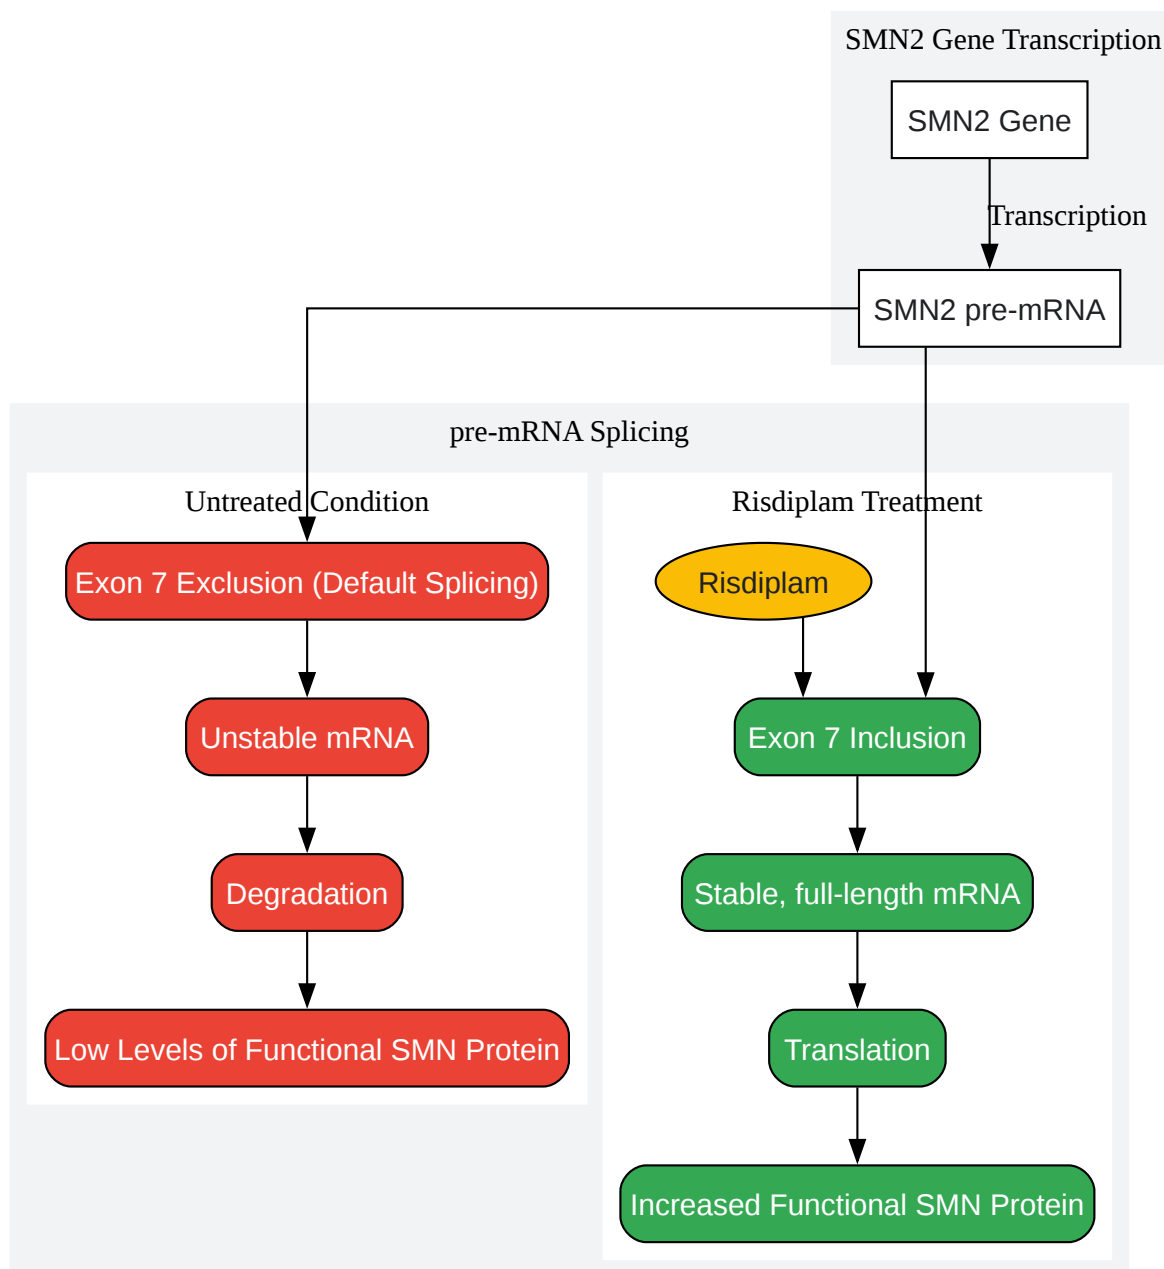 SMN2 Gene Transcription
SMN2 Gene
Transcription
SMN2 pre-mRNA
pre-mRNA Splicing
Untreated Condition
Exon 7 Exclusion (Default Splicing)
Unstable mRNA
Degradation
Low Levels of Functional SMN Protein
Risdiplam Treatment
Risdiplam
Exon 7 Inclusion
Stable, full-length mRNA
Translation
Increased Functional SMN Protein